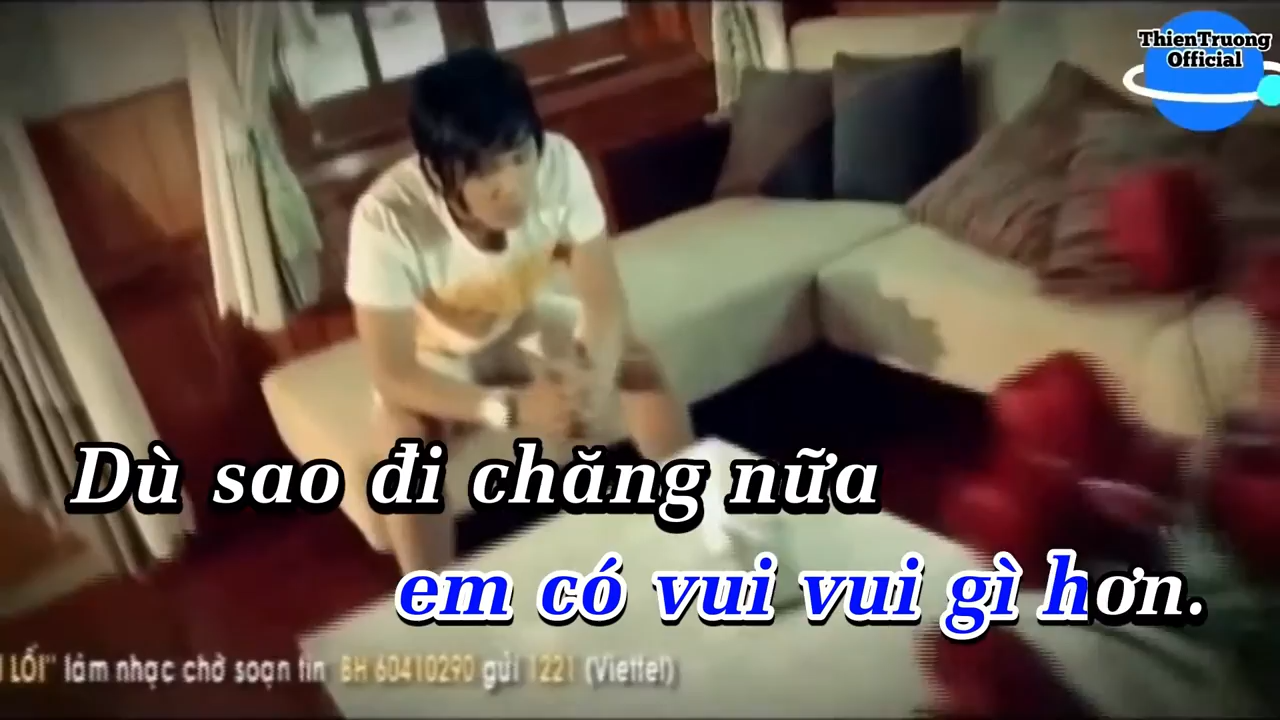 ThienTruong
Official
Dù sao đi chăng nữa
em có vui vui gì hơn.
LỐI" làm nhạc chờ soạn tin BH 60410290 gửi 1221 (Viettel)